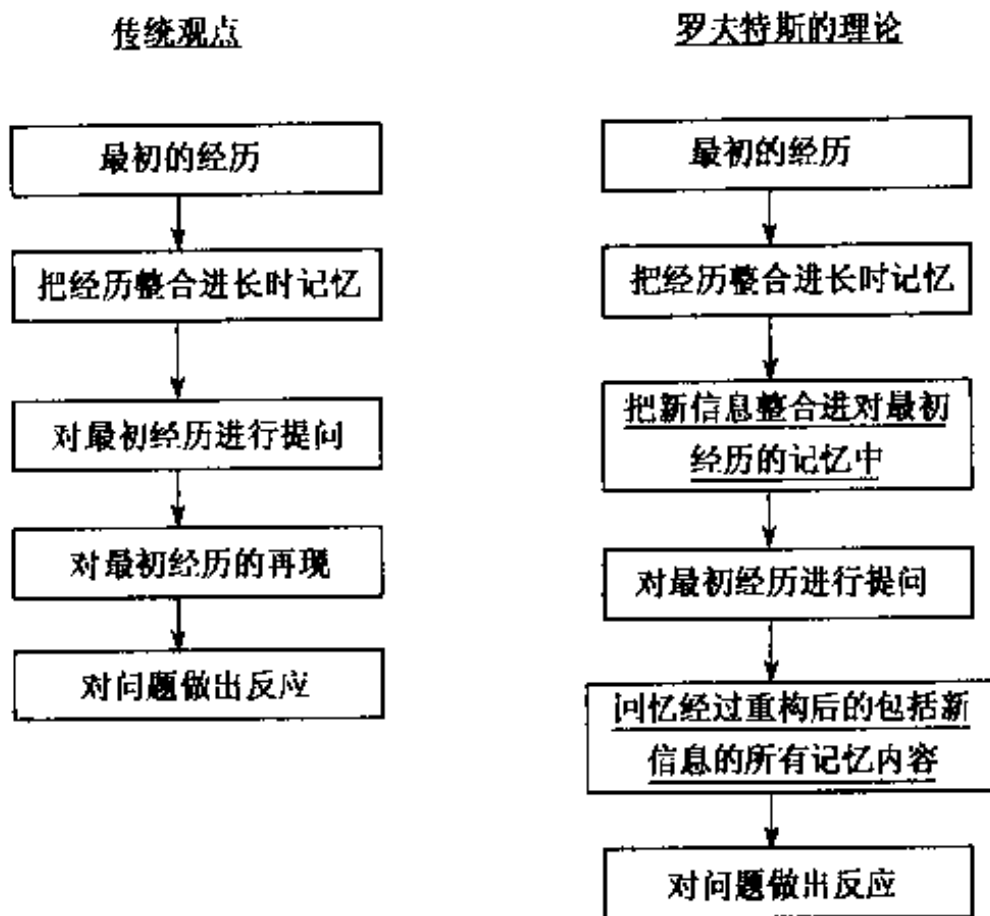 传统观点
最初的经历
把经历整合进长时记忆
对最初经历进行提问
对最初经历的再现
对问题做出反应
罗夫特斯的理论
最初的经历
把经历整合进长时记忆
把新信息整合进对最初
经历的记忆中
对最初经历进行提问
回忆经过重构后的包括新
信息的所有记忆内容
对问题做出反应